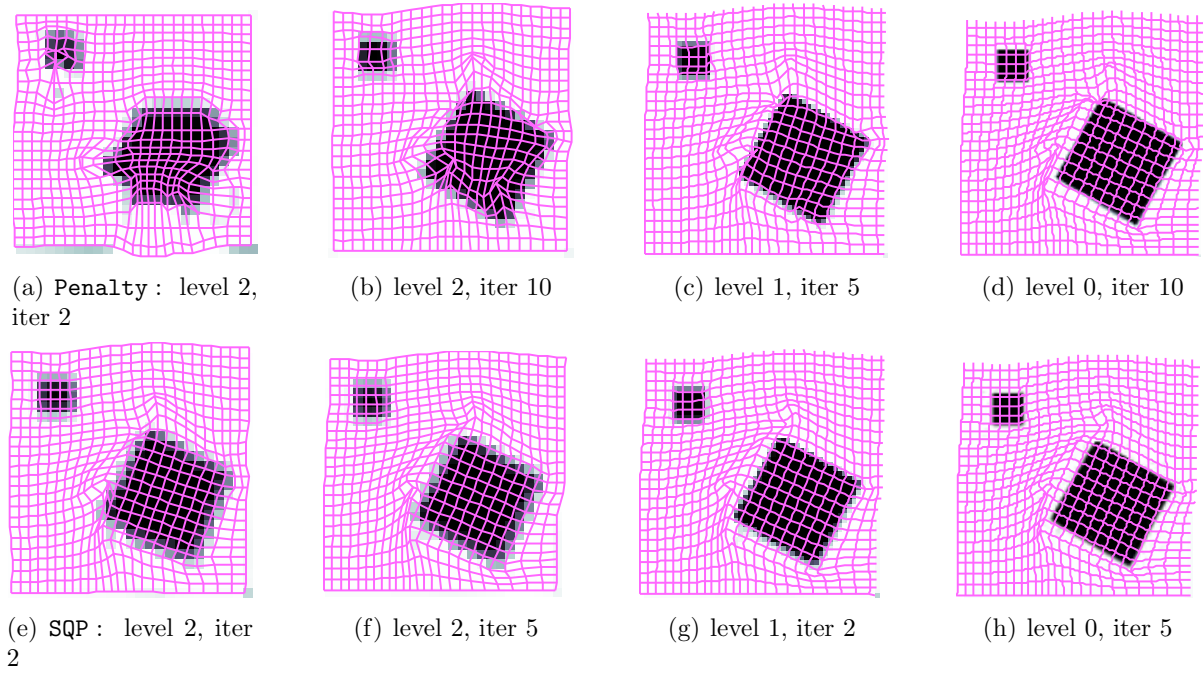 (a) Penalty : level 2, iter 2
(b) level 2, iter 10
(c) level 1, iter 5
(d) level 0, iter 10
(e) SQP : level 2, iter 2
(f) level 2, iter 5
(g) level 1, iter 2
(h) level 0, iter 5